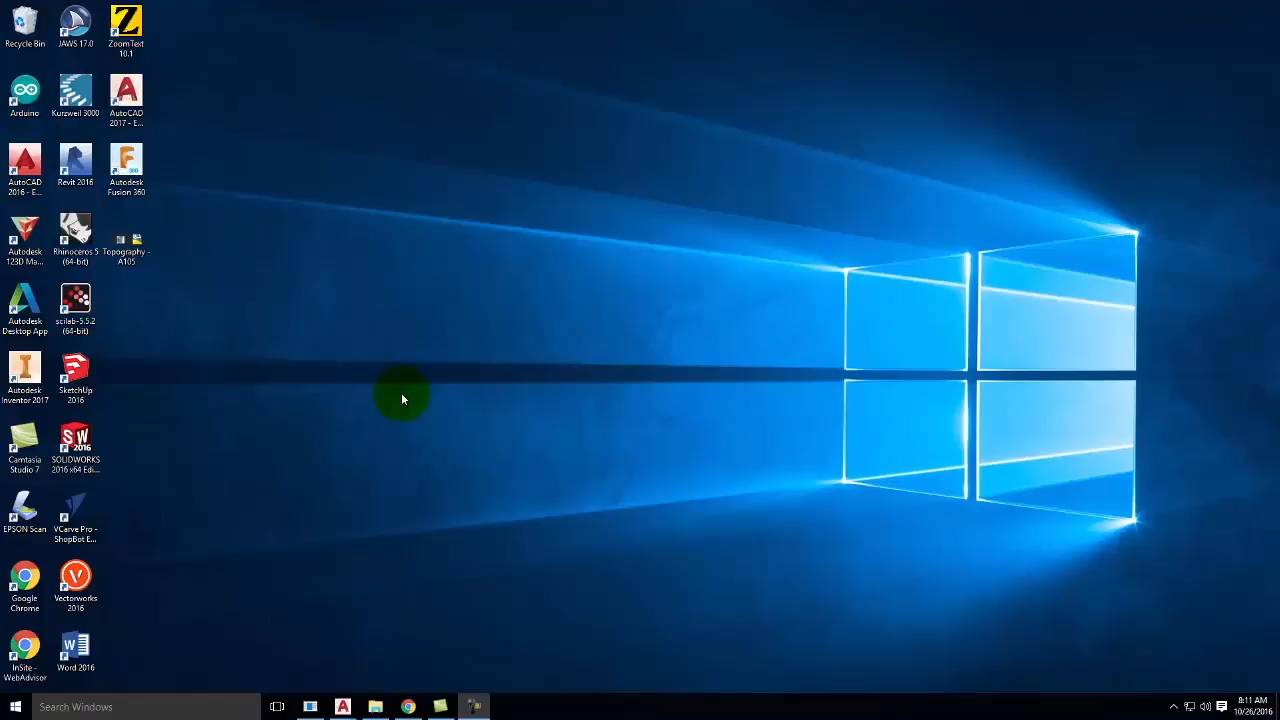 Recycle Bin
JAWS 17.0
ZoomText
10.1
Arduino
Kurzweil 3000
AutoCAD
2017 - E...
AutoCAD
2016 - E...
Revit 2016
Autodesk
Fusion 360
Autodesk
123D Ma...
Rhinoceros 5
(64-bit)
Topography -
A105
Autodesk
Desktop App
scilab-5.5.2
(64-bit)
Autodesk
Inventor 2017
SketchUp
2016
Camtasia
Studio 7
SW
2016
SOLIDWORKS
2016 x64 Edi...
EPSON Scan
VCarve Pro -
ShopBot E...
Google
Chrome
Vectorworks
2016
InSite -
WebAdvisor
Word 2016
Search Windows
8:11 AM
10/26/2016